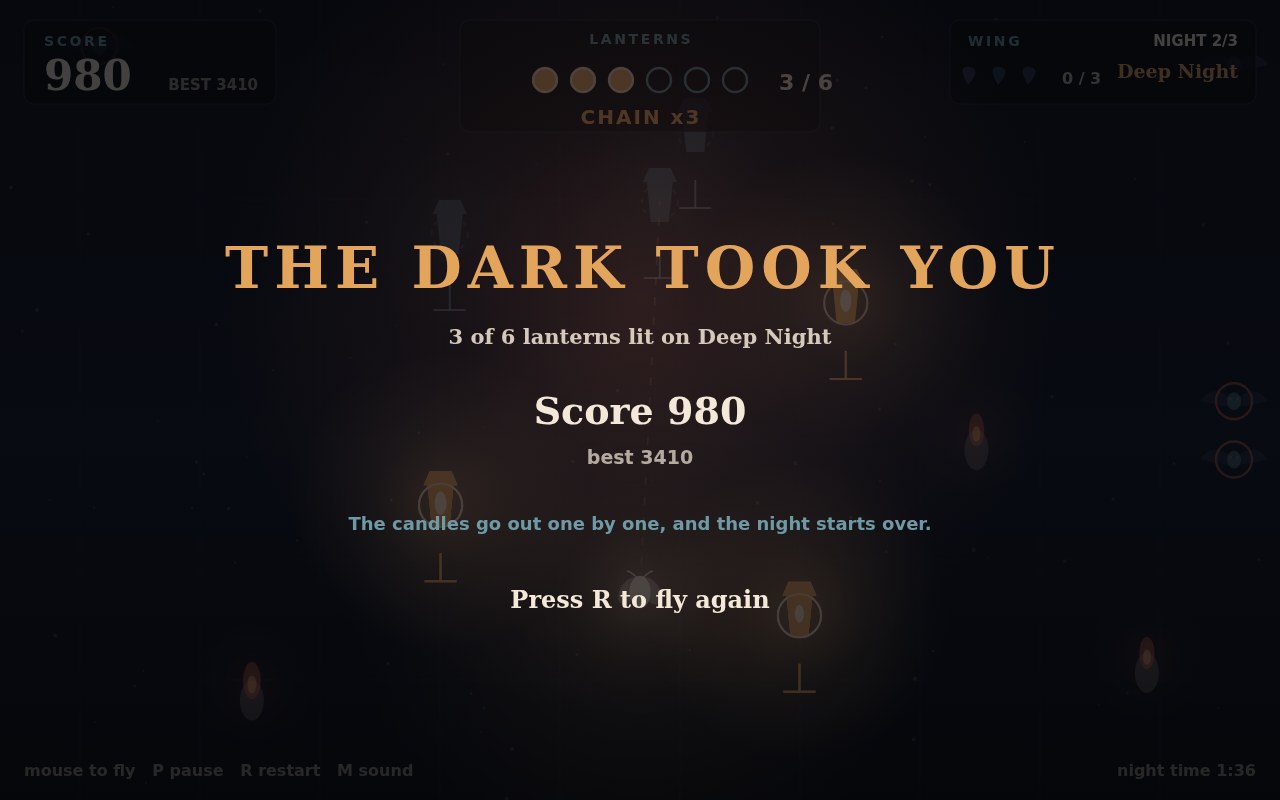 SCORE
980
BEST 3410
LANTERNS
3 / 6
CHAIN x3
WING
NIGHT 2/3
0 / 3
Deep Night
THE DARK TOOK YOU
3 of 6 lanterns lit on Deep Night
Score 980
best 3410
The candles go out one by one, and the night starts over.
Press R to fly again
mouse to fly P pause R restart M sound
night time 1:36